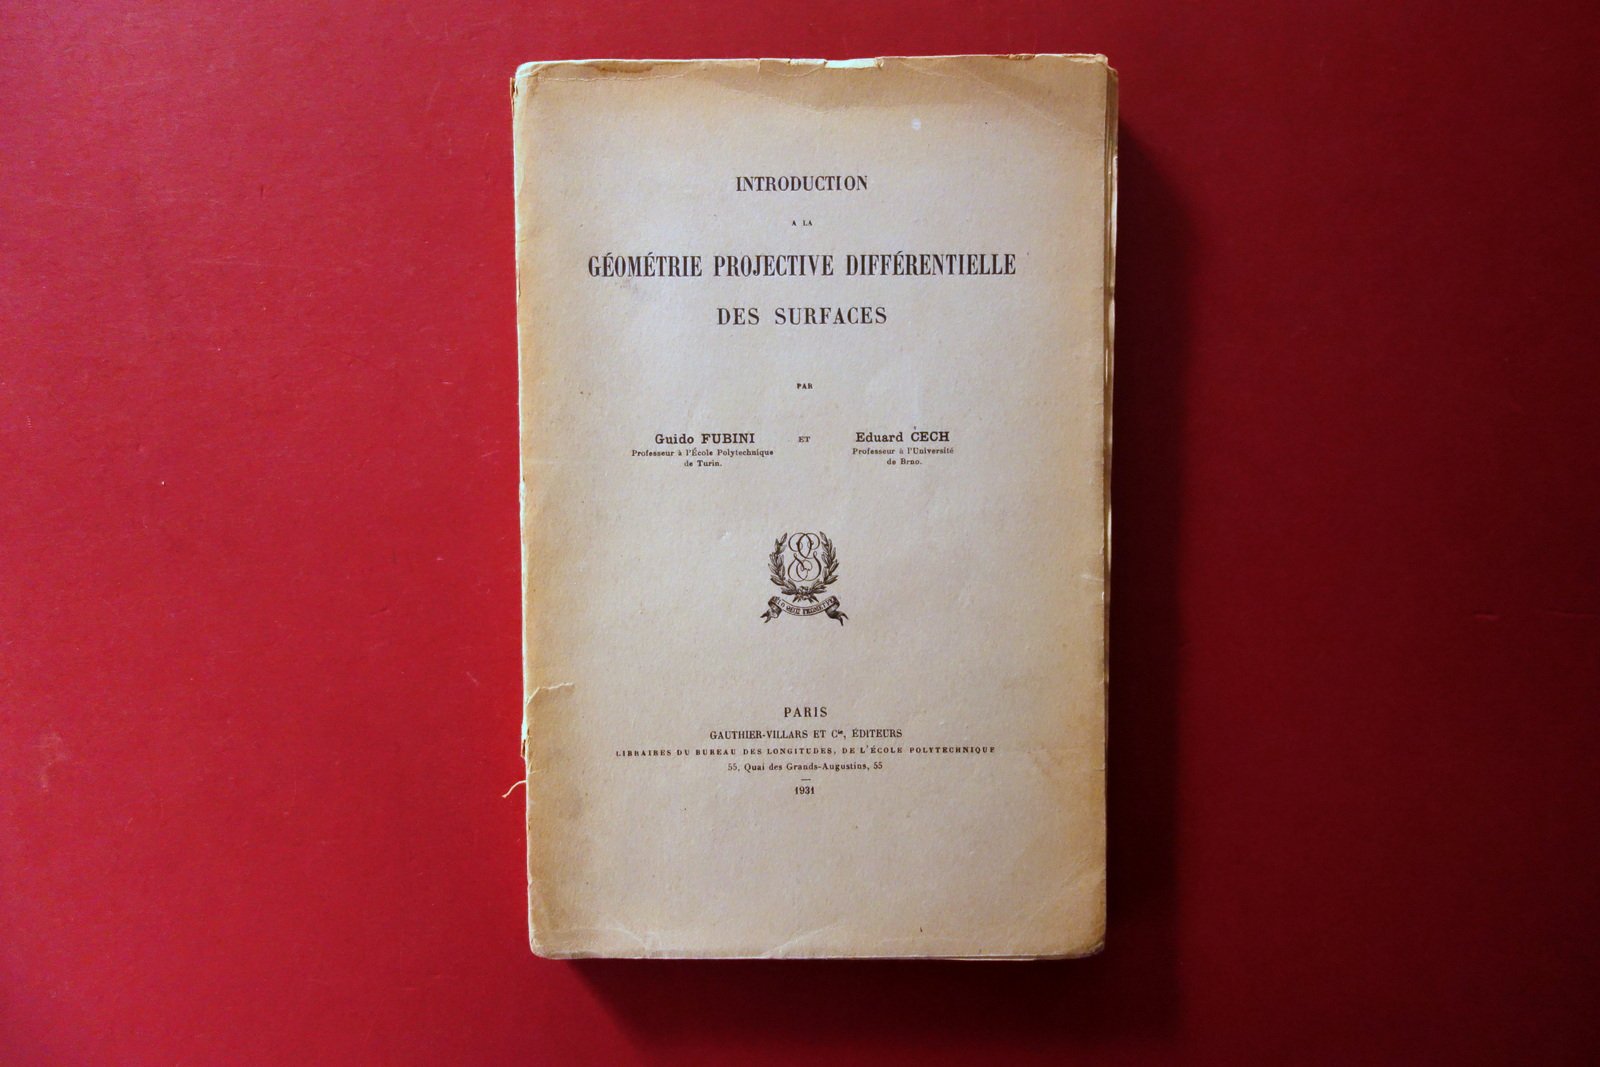 INTRODUCTION
A LA
GÉOMÉTRIE PROJECTIVE DIFFÉRENTIELLE
DES SURFACES
PAR
Guido FUBINI ET Eduard ČECH
Professeur à l'École Polytechnique Professeur à l'Université
de Turin. de Brno.
PARIS
GAUTHIER-VILLARS ET Cie, ÉDITEURS
LIBRAIRES DU BUREAU DES LONGITUDES, DE L'ÉCOLE POLYTECHNIQUE
55, Quai des Grands-Augustins, 55
1931